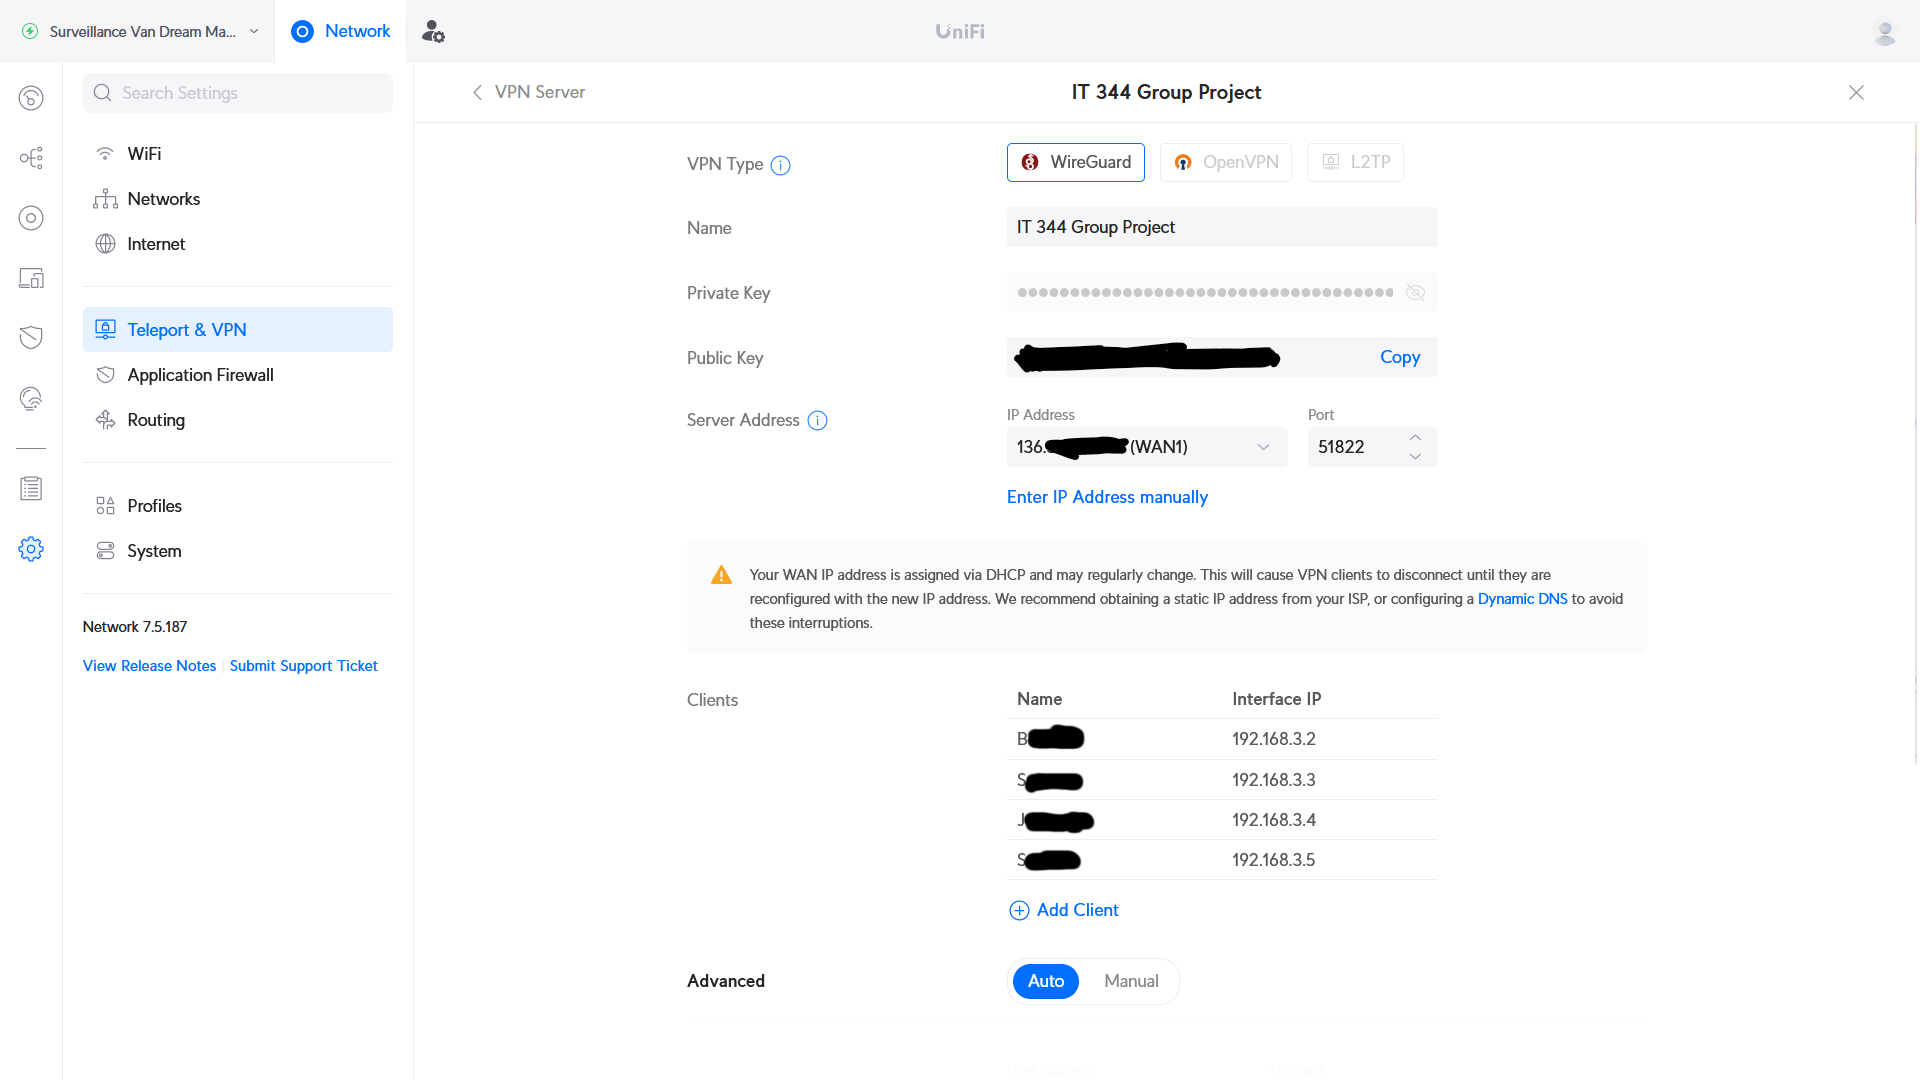 Surveillance Van Dream Ma...
Network
UniFi
Search Settings
WiFi
Networks
Internet
Teleport & VPN
Application Firewall
Routing
Profiles
System
Network 7.5.187
View Release Notes
Submit Support Ticket
VPN Server
IT 344 Group Project
VPN Type
WireGuard
OpenVPN
L2TP
Name
IT 344 Group Project
Private Key
Public Key
Copy
Server Address
IP Address
Port
136. (WAN1)
51822
Enter IP Address manually
Your WAN IP address is assigned via DHCP and may regularly change. This will cause VPN clients to disconnect until they are
reconfigured with the new IP address. We recommend obtaining a static IP address from your ISP, or configuring a Dynamic DNS to avoid
these interruptions.
Clients
Name Interface IP
B 192.168.3.2
S 192.168.3.3
J 192.168.3.4
S 192.168.3.5
Add Client
Advanced
Auto
Manual